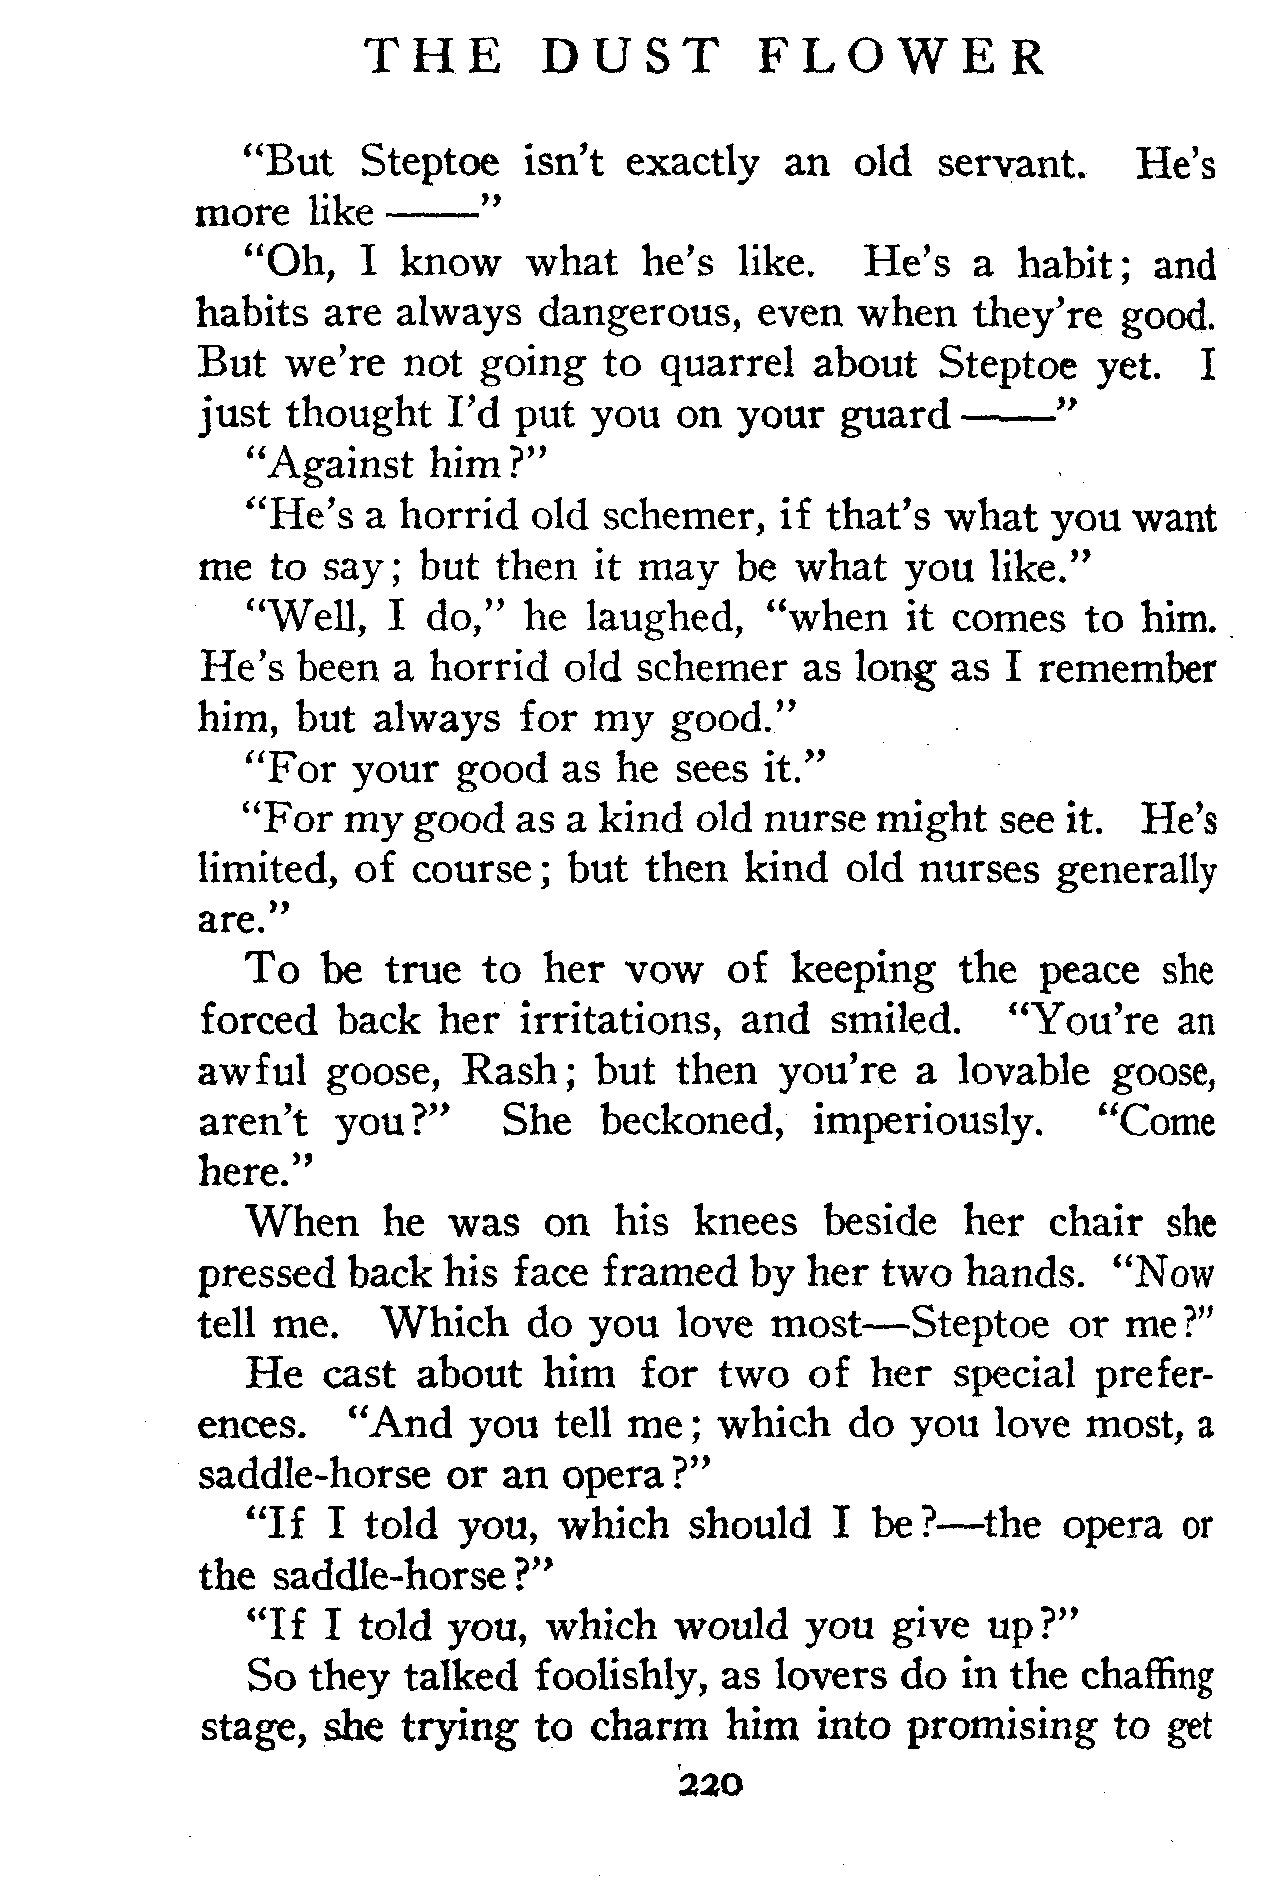 THE DUST FLOWER
“But Steptoe isn’t exactly an old servant. He’s
more like ——”
“Oh, I know what he’s like. He’s a habit; and
habits are always dangerous, even when they’re good.
But we’re not going to quarrel about Steptoe yet. I
just thought I’d put you on your guard ——”
“Against him?”
“He’s a horrid old schemer, if that’s what you want
me to say; but then it may be what you like.”
“Well, I do,” he laughed, “when it comes to him.
He’s been a horrid old schemer as long as I remember
him, but always for my good.”
“For your good as he sees it.”
“For my good as a kind old nurse might see it. He’s
limited, of course; but then kind old nurses generally
are.”
To be true to her vow of keeping the peace she
forced back her irritations, and smiled. “You’re an
awful goose, Rash; but then you’re a lovable goose,
aren’t you?” She beckoned, imperiously. “Come
here.”
When he was on his knees beside her chair she
pressed back his face framed by her two hands. “Now
tell me. Which do you love most—Steptoe or me?”
He cast about him for two of her special prefer-
ences. “And you tell me; which do you love most, a
saddle-horse or an opera?”
“If I told you, which should I be?—the opera or
the saddle-horse?”
“If I told you, which would you give up?”
So they talked foolishly, as lovers do in the chaffing
stage, she trying to charm him into promising to get
220